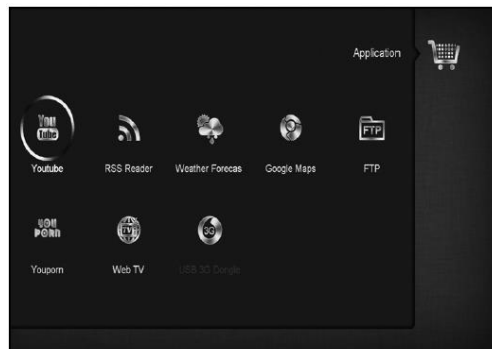 Application
You
Tube
FTP
Youtube
RSS Reader
Weather Forecas
Google Maps
FTP
YOU
PORN
TV
3G
Youporn
Web TV
USB 3G Dongle